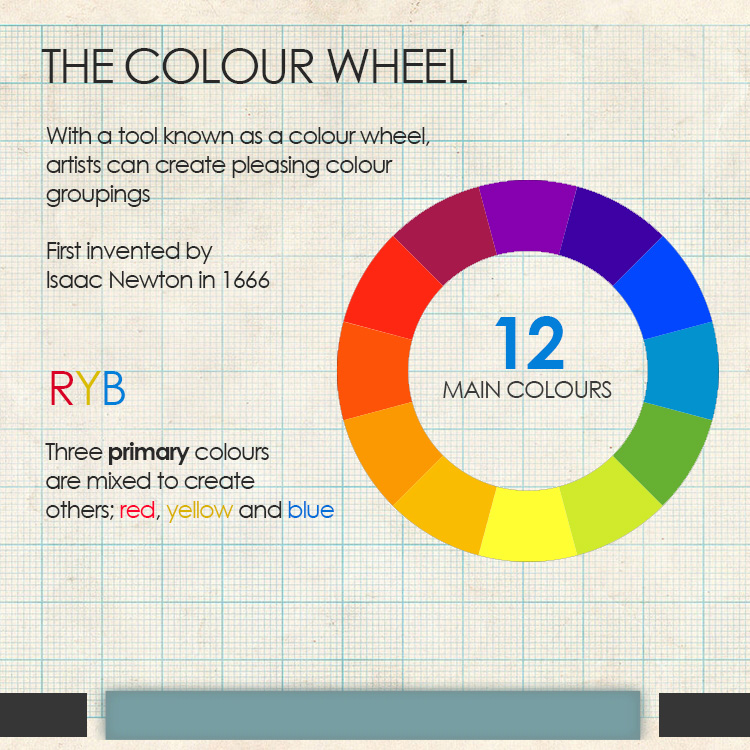 THE COLOUR WHEEL
With a tool known as a colour wheel,
artists can create pleasing colour
groupings
First invented by
Isaac Newton in 1666
12
MAIN COLOURS
RYB
Three primary colours
are mixed to create
others; red, yellow and blue